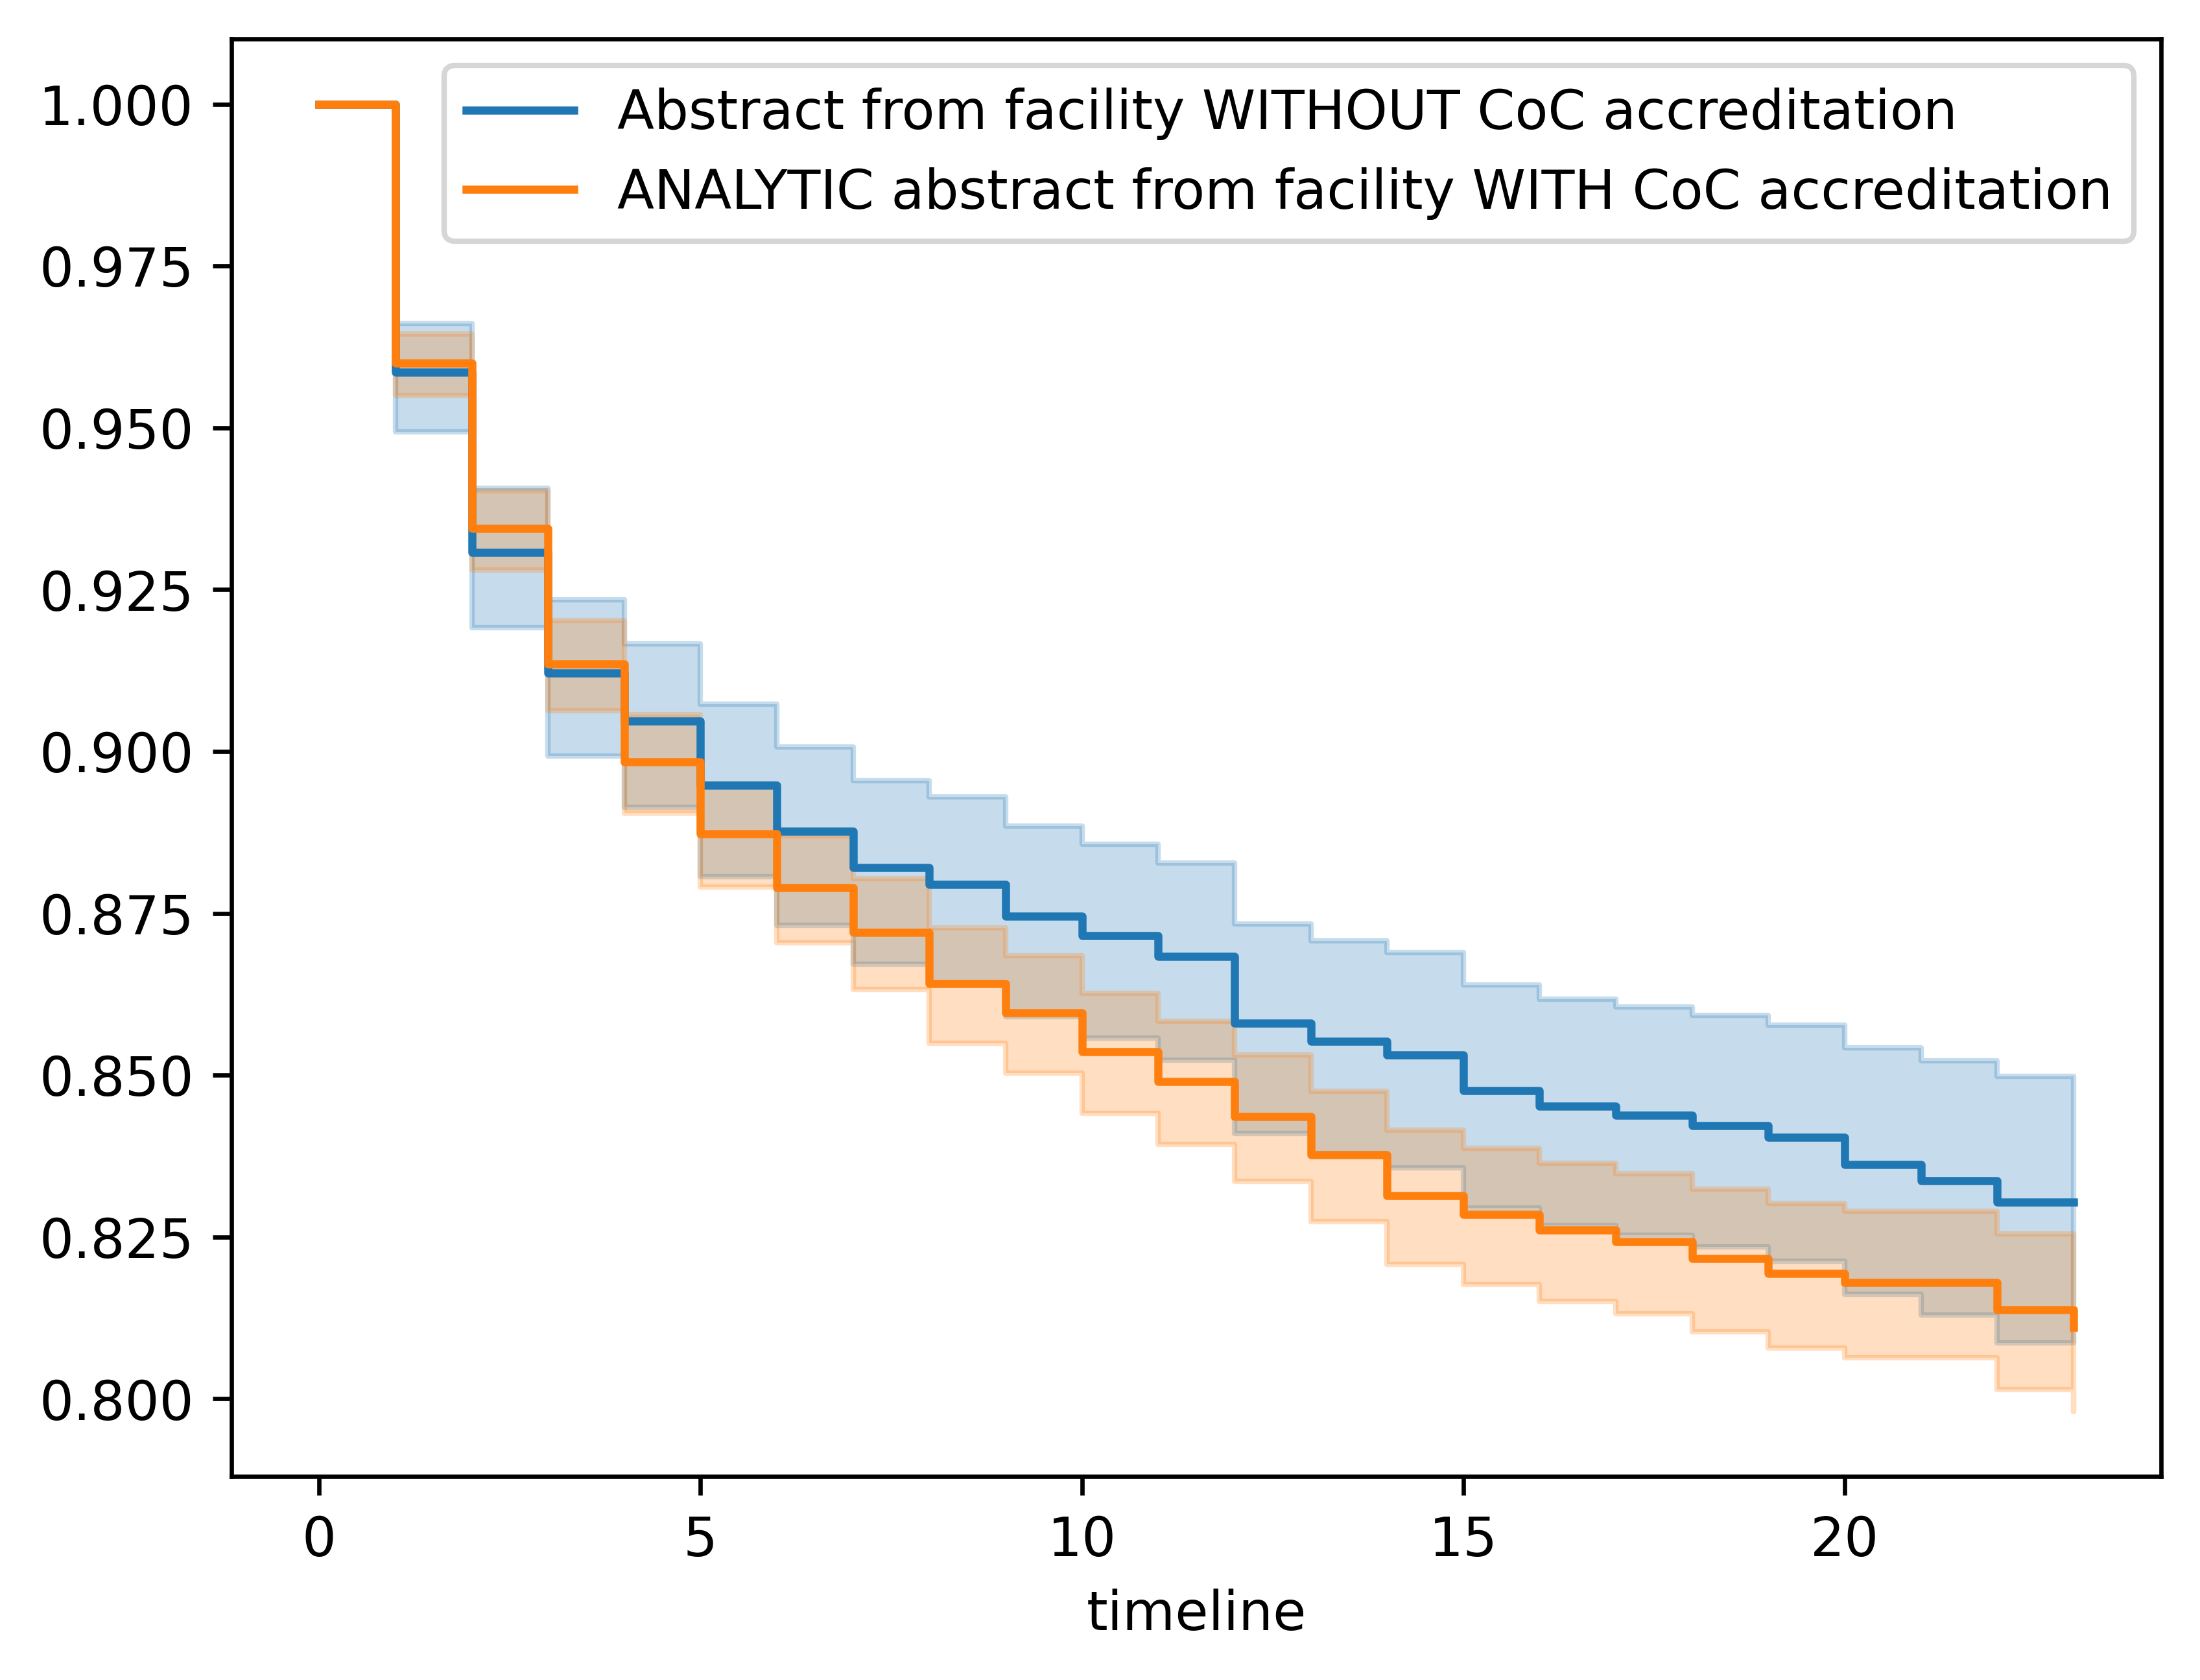 Abstract from facility WITHOUT CoC accreditation
ANALYTIC abstract from facility WITH CoC accreditation
1.000
0.975
0.950
0.925
0.900
0.875
0.850
0.825
0.800
0 5 10 15 20
timeline